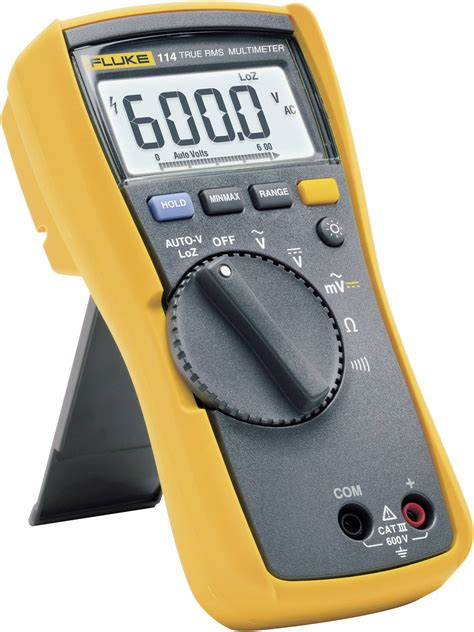 FLUKE 114 TRUE RMS MULTIMETER
LoZ
600.0 V AC
0 Auto Volts 6 00
HOLD MINMAX RANGE
AUTO-V LoZ OFF V V
mV
Ω
COM +
CAT III
600 V